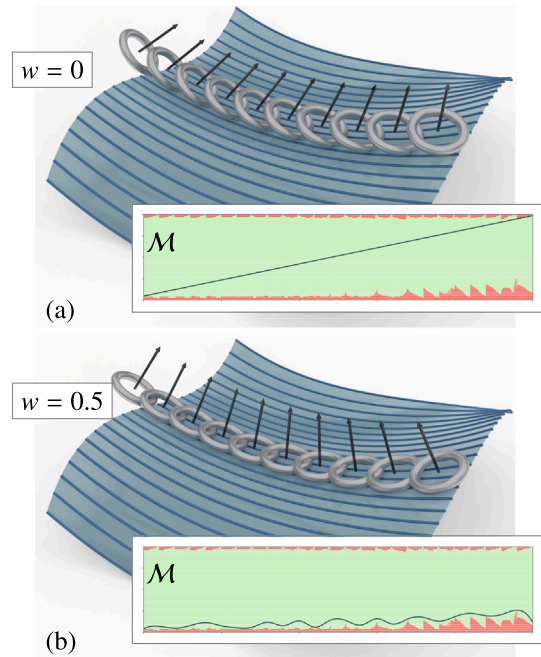 w = 0
ℳ
(a)
w = 0.5
ℳ
(b)